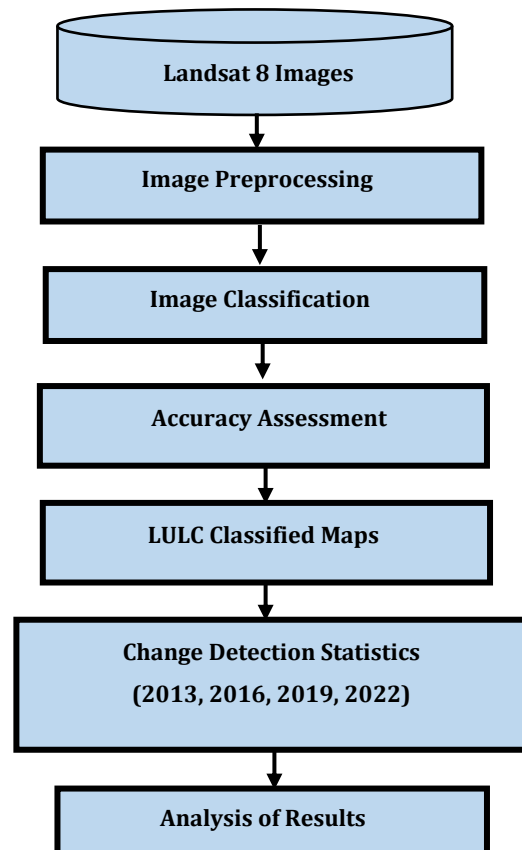 Landsat 8 Images
Image Preprocessing
Image Classification
Accuracy Assessment
LULC Classified Maps
Change Detection Statistics
(2013, 2016, 2019, 2022)
Analysis of Results